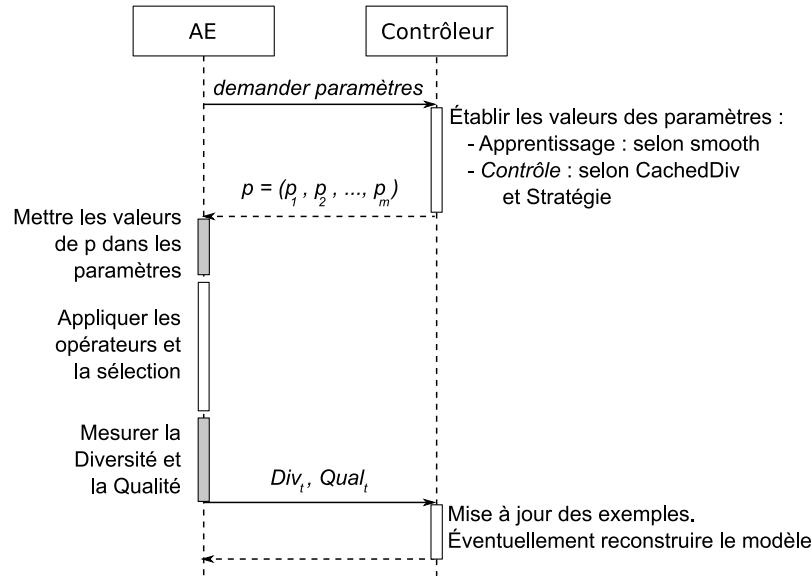 AE
Contrôleur
demander paramètres
Établir les valeurs des paramètres :
- Apprentissage : selon smooth
- Contrôle : selon CachedDiv
et Stratégie
p = (p1 , p2 , ..., pm)
Mettre les valeurs
de p dans les
paramètres
Appliquer les
opérateurs et
la sélection
Mesurer la
Diversité et
la Qualité
Divt, Qualt
Mise à jour des exemples.
Éventuellement reconstruire le modèle